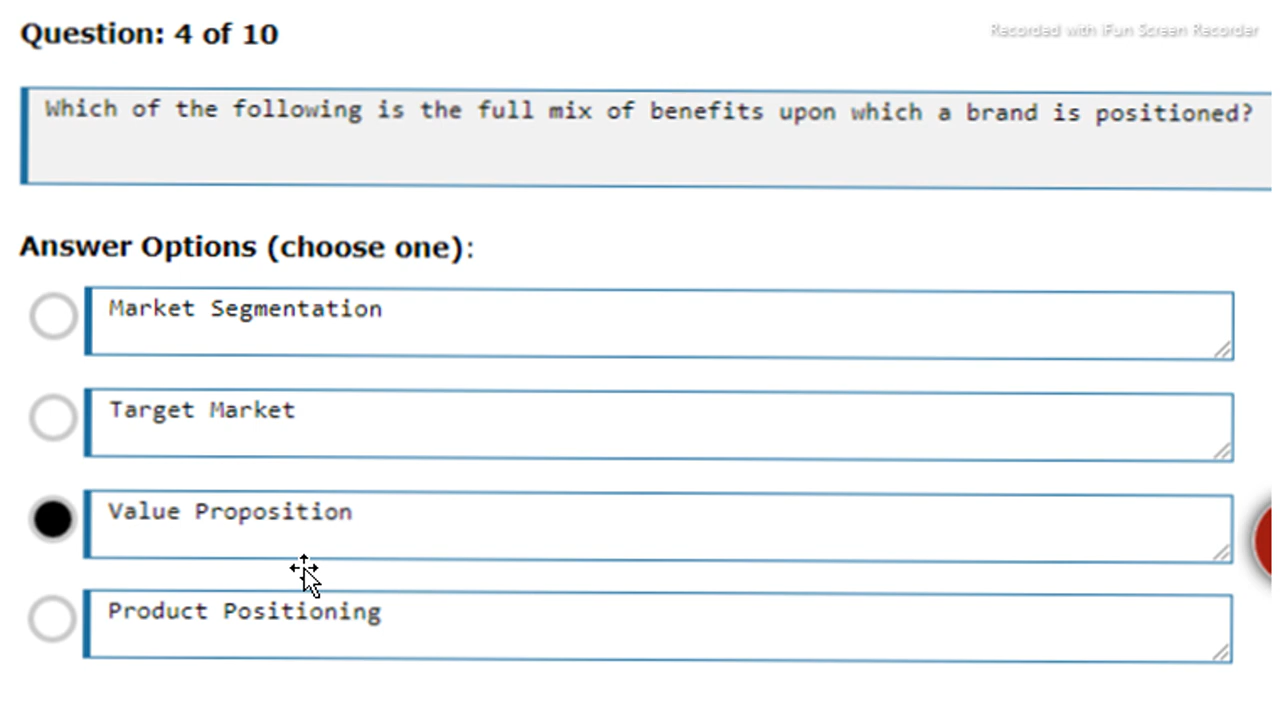 Question: 4 of 10
Recorded with iFun Screen Recorder
Which of the following is the full mix of benefits upon which a brand is positioned?
Answer Options (choose one):
Market Segmentation
Target Market
Value Proposition
Product Positioning